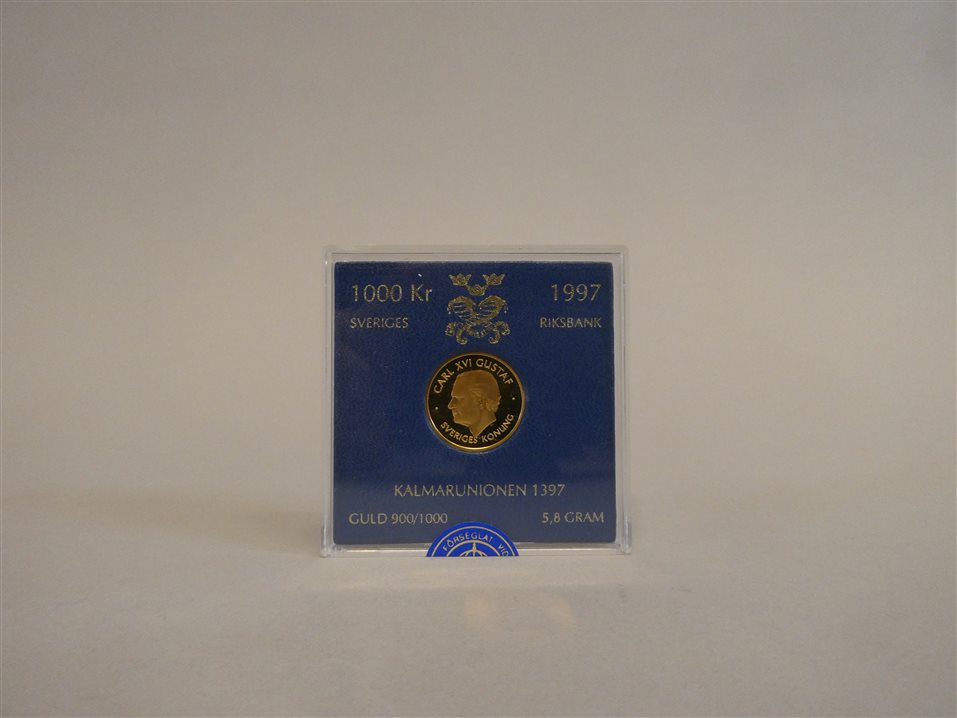 1000 Kr 1997
SVERIGES RIKSBANK
CARL XVI GUSTAF
SVERIGES KONUNG
KALMARUNIONEN 1397
GULD 900/1000 5,8 GRAM
FÖRSEGLAT VID